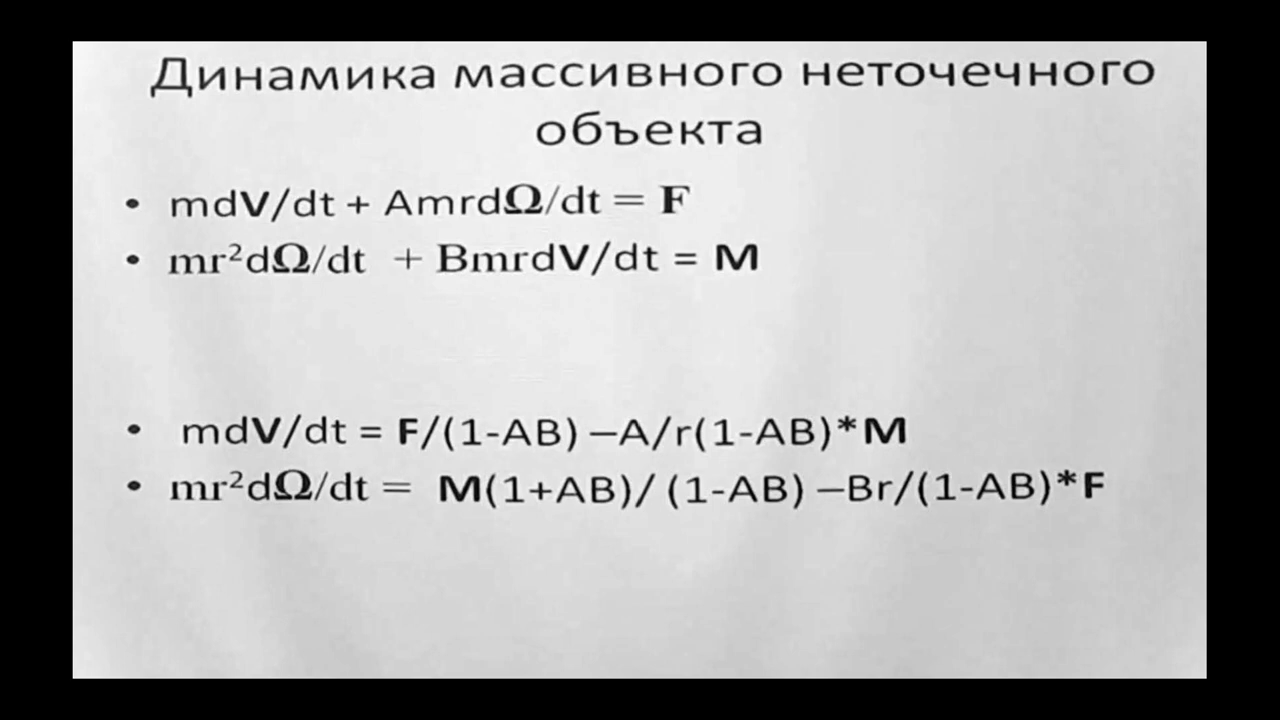 Динамика массивного неточечного
объекта
• mdV/dt + AmrdΩ/dt = F
• mr²dΩ/dt + BmrdV/dt = M
• mdV/dt = F/(1-AB) –A/r(1-AB)*M
• mr²dΩ/dt = M(1+AB)/ (1-AB) –Br/(1-AB)*F